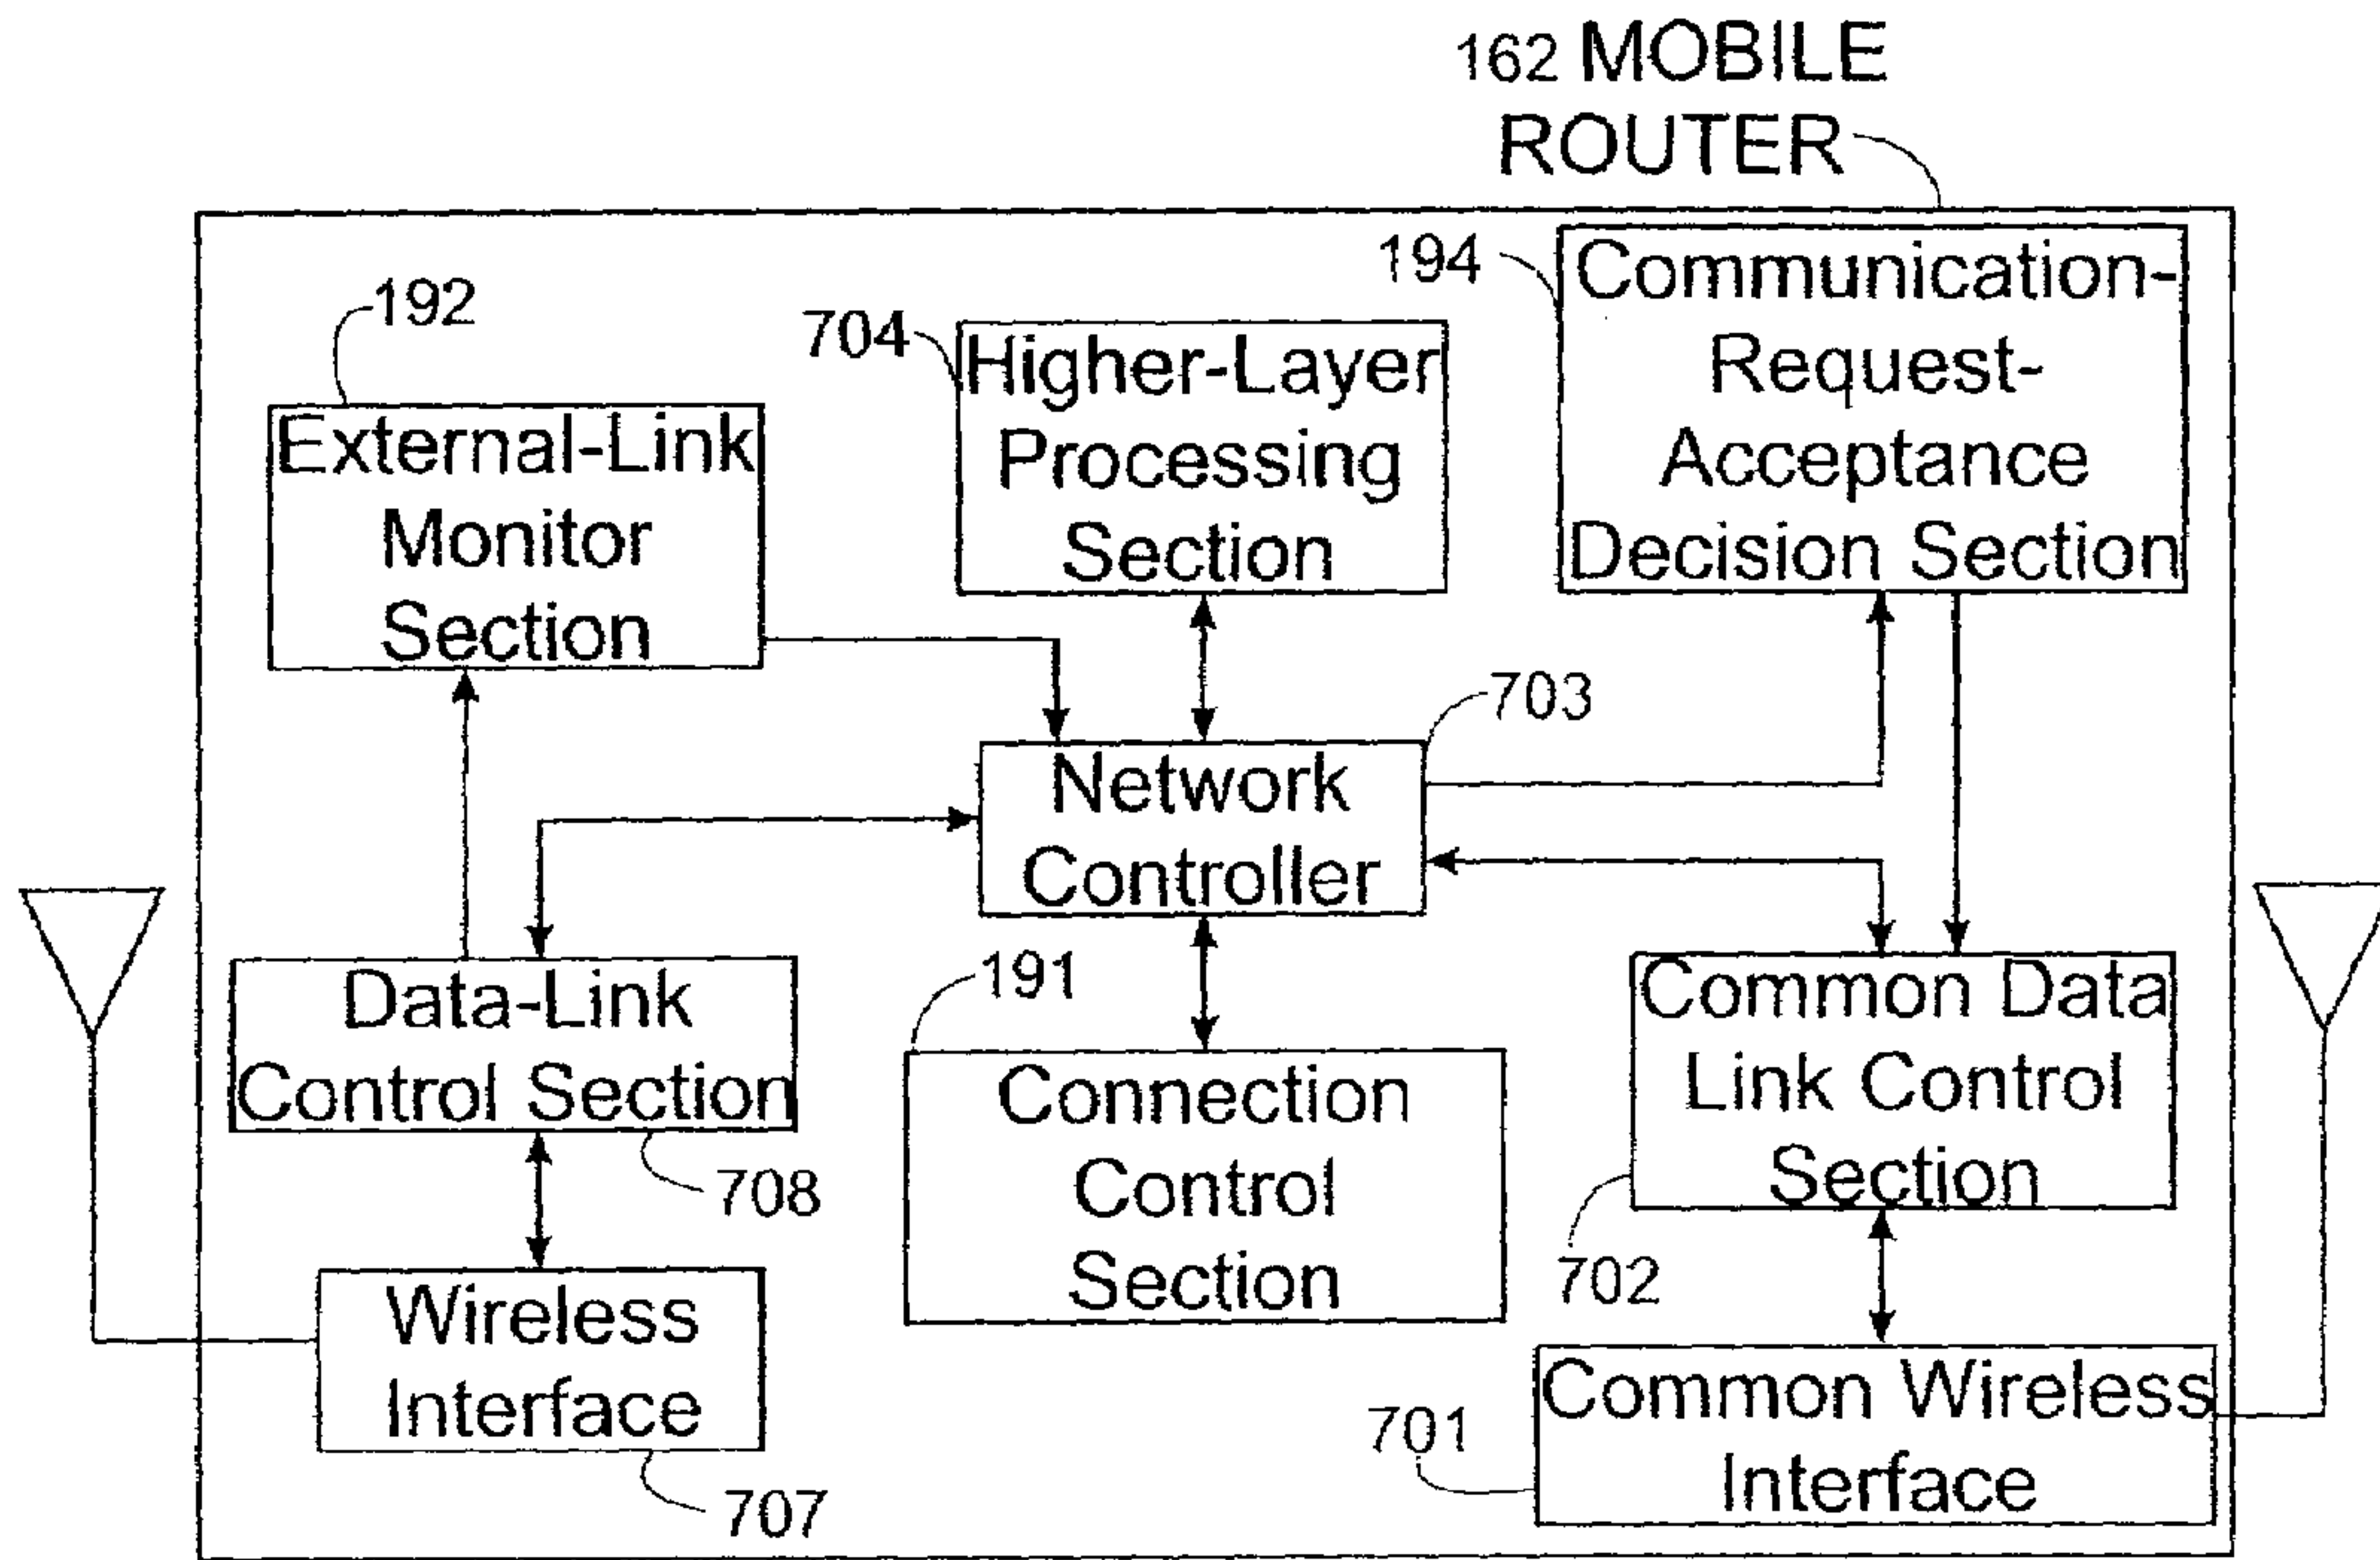 162 MOBILE
ROUTER
194
Communication-
Request-
Acceptance
Decision Section
192
External-Link
Monitor
Section
704
Higher-Layer
Processing
Section
703
Network
Controller
Data-Link
Control Section
708
191
Connection
Control
Section
Common Data
Link Control
Section
702
Wireless
Interface
707
701
Common Wireless
Interface